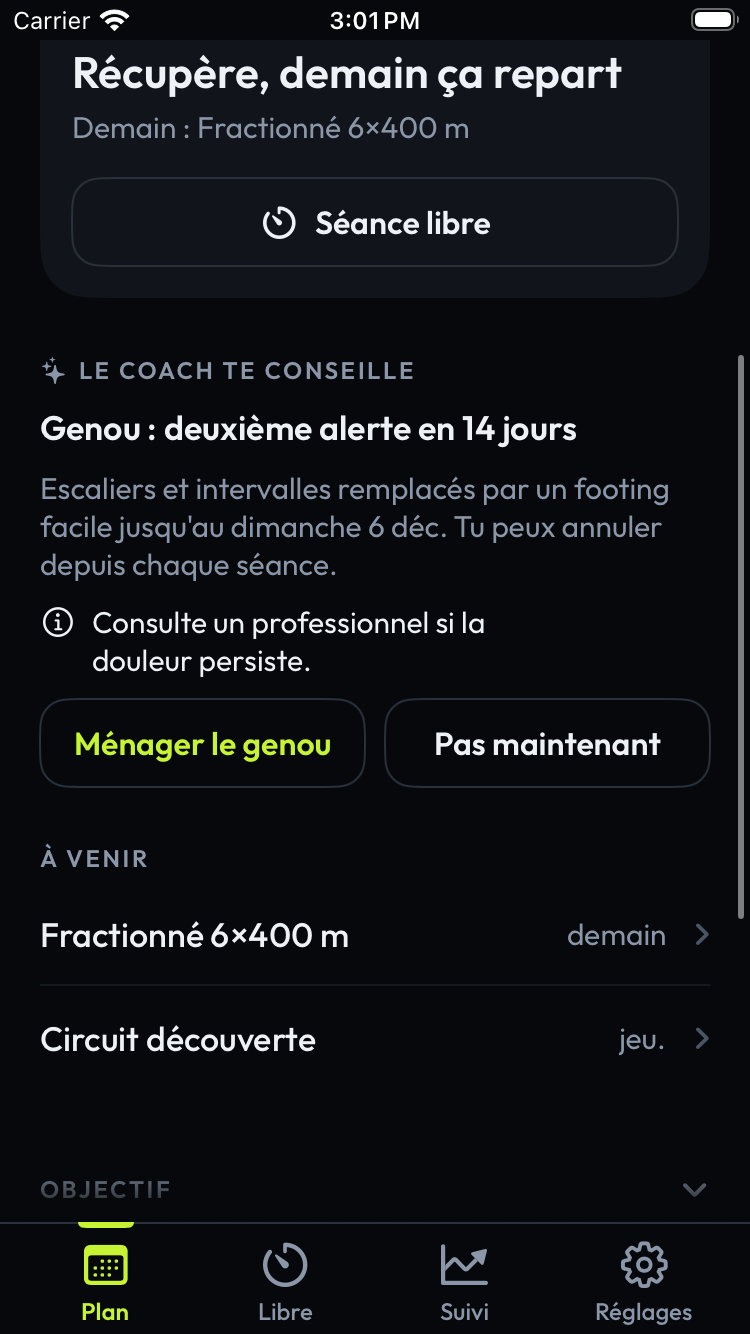 Carrier 3:01 PM
Récupère, demain ça repart
Demain : Fractionné 6×400 m
Séance libre
LE COACH TE CONSEILLE
Genou : deuxième alerte en 14 jours
Escaliers et intervalles remplacés par un footing
facile jusqu'au dimanche 6 déc. Tu peux annuler
depuis chaque séance.
Consulte un professionnel si la
douleur persiste.
Ménager le genou
Pas maintenant
À VENIR
Fractionné 6×400 m demain
Circuit découverte jeu.
OBJECTIF
Plan Libre Suivi Réglages